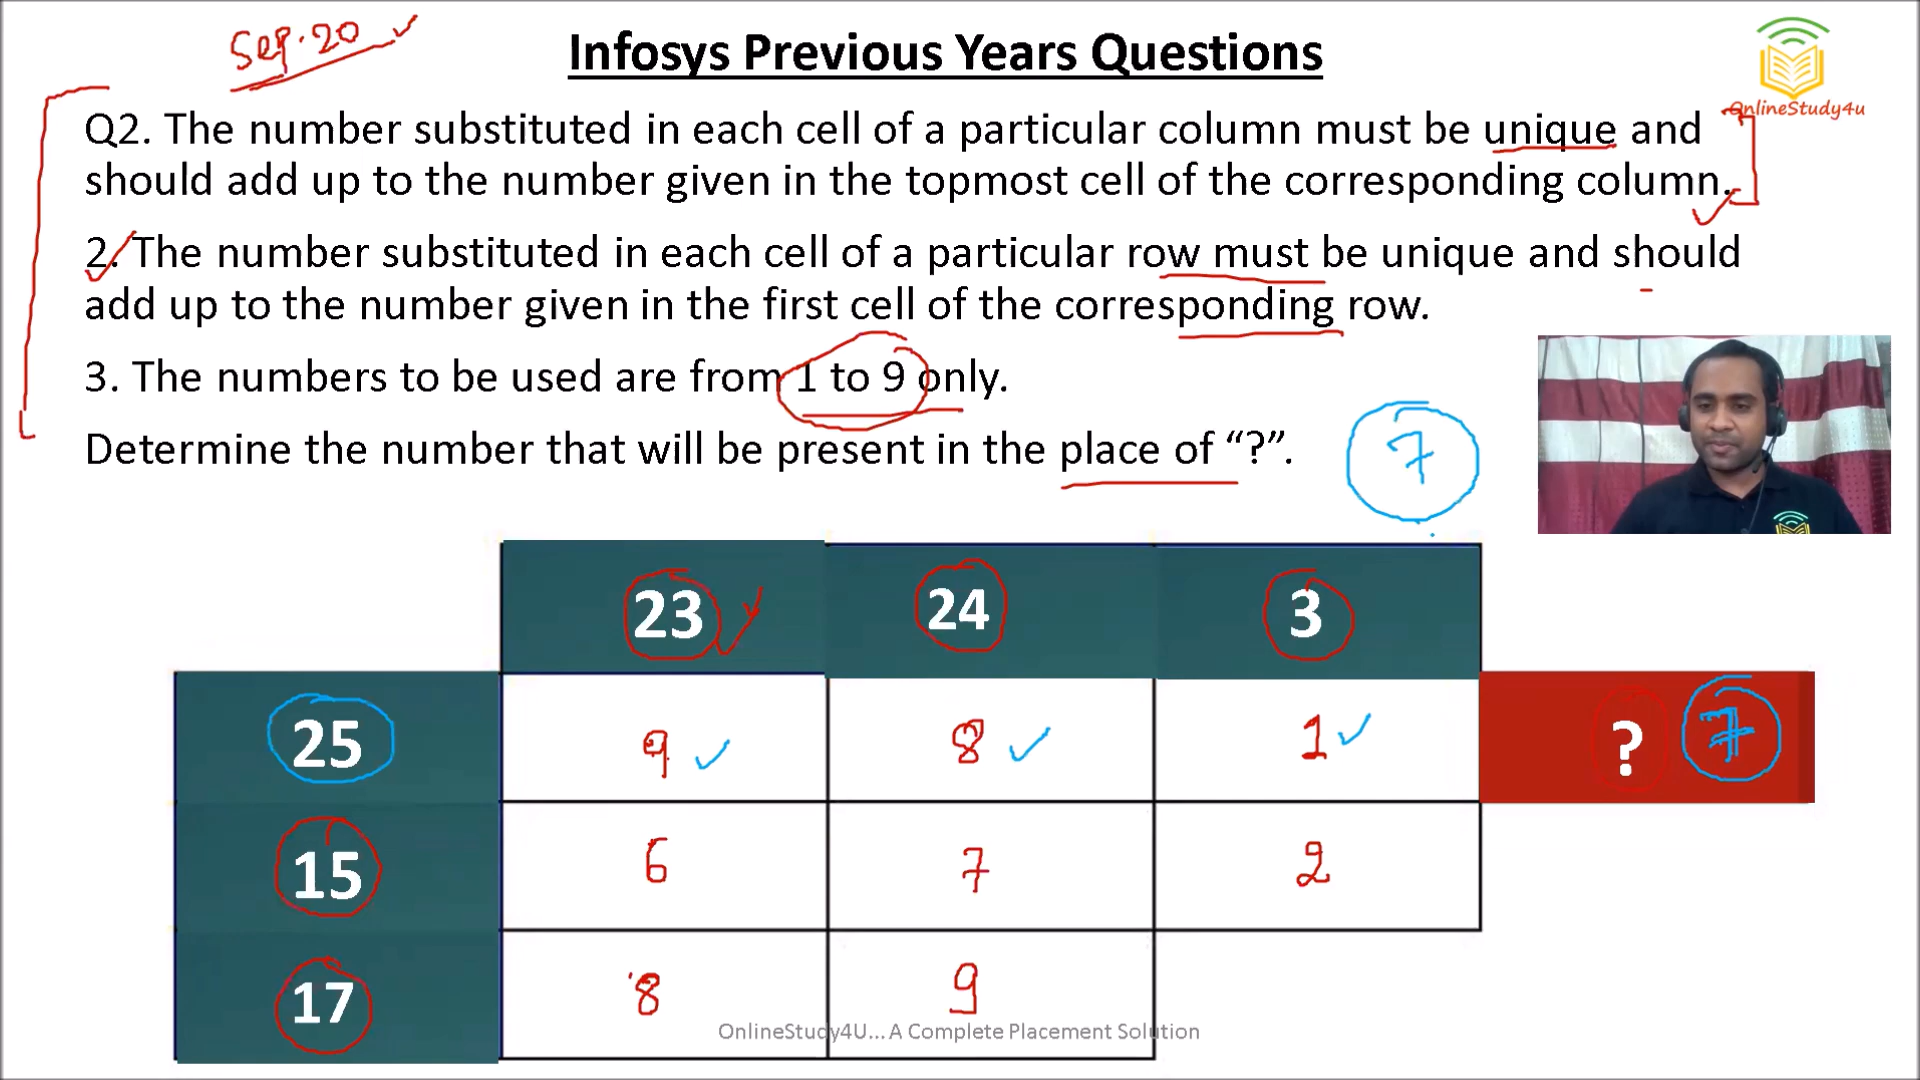 Sep.20
Infosys Previous Years Questions
OnlineStudy4u
Q2. The number substituted in each cell of a particular column must be unique and
should add up to the number given in the topmost cell of the corresponding column.
2. The number substituted in each cell of a particular row must be unique and should
add up to the number given in the first cell of the corresponding row.
3. The numbers to be used are from 1 to 9 only.
Determine the number that will be present in the place of “?”.
7
23 24 3
25 9 8 1 ? 7
15 6 7 2
17 8 9
OnlineStudy4U... A Complete Placement Solution